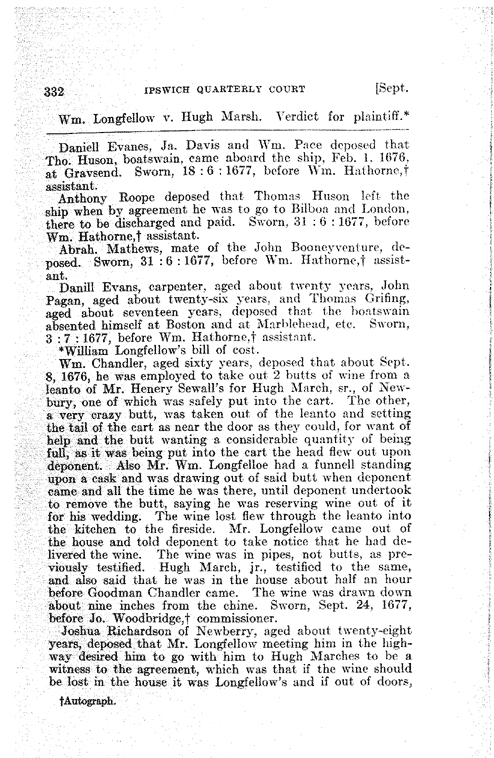 332 IPSWICH QUARTERLY COURT [Sept.
Wm. Longfellow v. Hugh Marsh. Verdict for plaintiff.*
Daniell Evanes, Ja. Davis and Wm. Pace deposed that
Tho. Huson, boatswain, came aboard the ship, Feb. 1. 1676,
at Gravsend. Sworn, 18 : 6 : 1677, before Wm. Hathorne,†
assistant.
Anthony Roope deposed that Thomas Huson left the
ship when by agreement he was to go to Bilboa and London,
there to be discharged and paid. Sworn, 31 : 6 : 1677, before
Wm. Hathorne,† assistant.
Abrah. Mathews, mate of the John Booneyventure, de-
posed. Sworn, 31 : 6 : 1677, before Wm. Hathorne,† assist-
ant.
Danill Evans, carpenter, aged about twenty years, John
Pagan, aged about twenty-six years, and Thomas Grifing,
aged about seventeen years, deposed that the boatswain
absented himself at Boston and at Marblehead, etc. Sworn,
3 : 7 : 1677, before Wm. Hathorne,† assistant.
*William Longfellow's bill of cost.
Wm. Chandler, aged sixty years, deposed that about Sept.
8, 1676, he was employed to take out 2 butts of wine from a
leanto of Mr. Henery Sewall's for Hugh March, sr., of New-
bury, one of which was safely put into the cart. The other,
a very crazy butt, was taken out of the leanto and setting
the tail of the cart as near the door as they could, for want of
help and the butt wanting a considerable quantity of being
full, as it was being put into the cart the head flew out upon
deponent. Also Mr. Wm. Longfelloe had a funnell standing
upon a cask and was drawing out of said butt when deponent
came and all the time he was there, until deponent undertook
to remove the butt, saying he was reserving wine out of it
for his wedding. The wine lost flew through the leanto into
the kitchen to the fireside. Mr. Longfellow came out of
the house and told deponent to take notice that he had de-
livered the wine. The wine was in pipes, not butts, as pre-
viously testified. Hugh March, jr., testified to the same,
and also said that he was in the house about half an hour
before Goodman Chandler came. The wine was drawn down
about nine inches from the chine. Sworn, Sept. 24, 1677,
before Jo. Woodbridge,† commissioner.
Joshua Richardson of Newberry, aged about twenty-eight
years, deposed that Mr. Longfellow meeting him in the high-
way desired him to go with him to Hugh Marches to be a
witness to the agreement, which was that if the wine should
be lost in the house it was Longfellow's and if out of doors,
†Autograph.